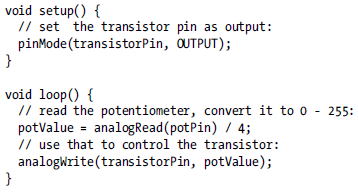 void setup() {
  // set  the transistor pin as output:
  pinMode(transistorPin, OUTPUT);
}

void loop() {
  // read the potentiometer, convert it to 0 - 255:
  potValue = analogRead(potPin) / 4;
  // use that to control the transistor:
  analogWrite(transistorPin, potValue);
}